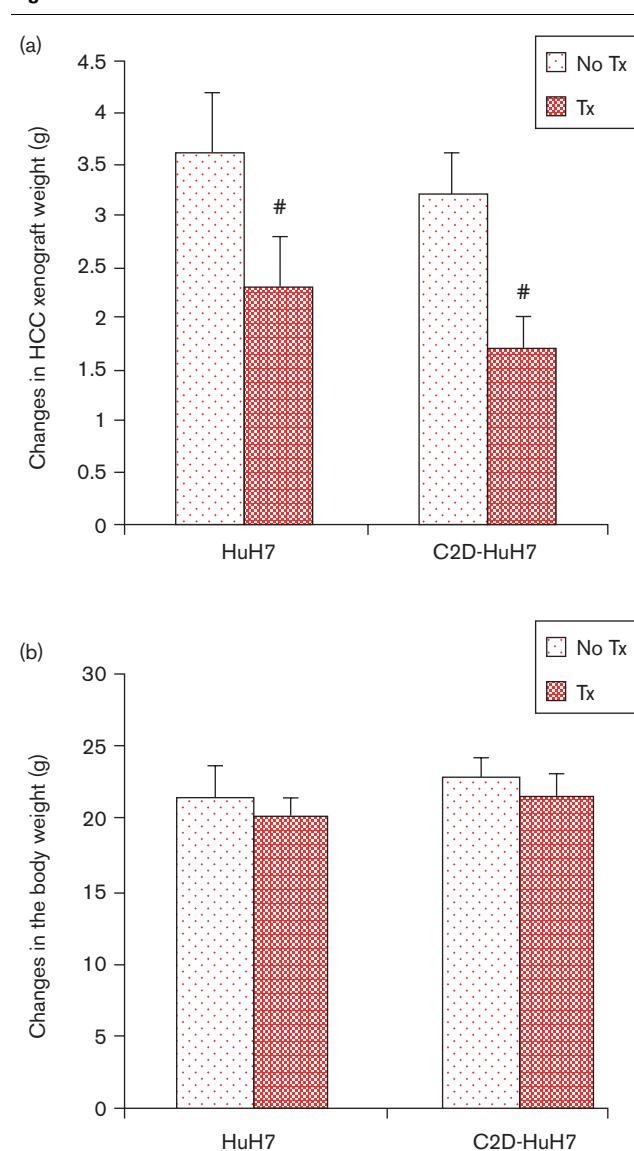 (a)
No Tx
Tx
Changes in HCC xenograft weight (g)
4.5
4
3.5
3
2.5
2
1.5
1
0.5
0
#
#
HuH7
C2D-HuH7
(b)
No Tx
Tx
Changes in the body weight (g)
30
25
20
15
10
5
0
HuH7
C2D-HuH7